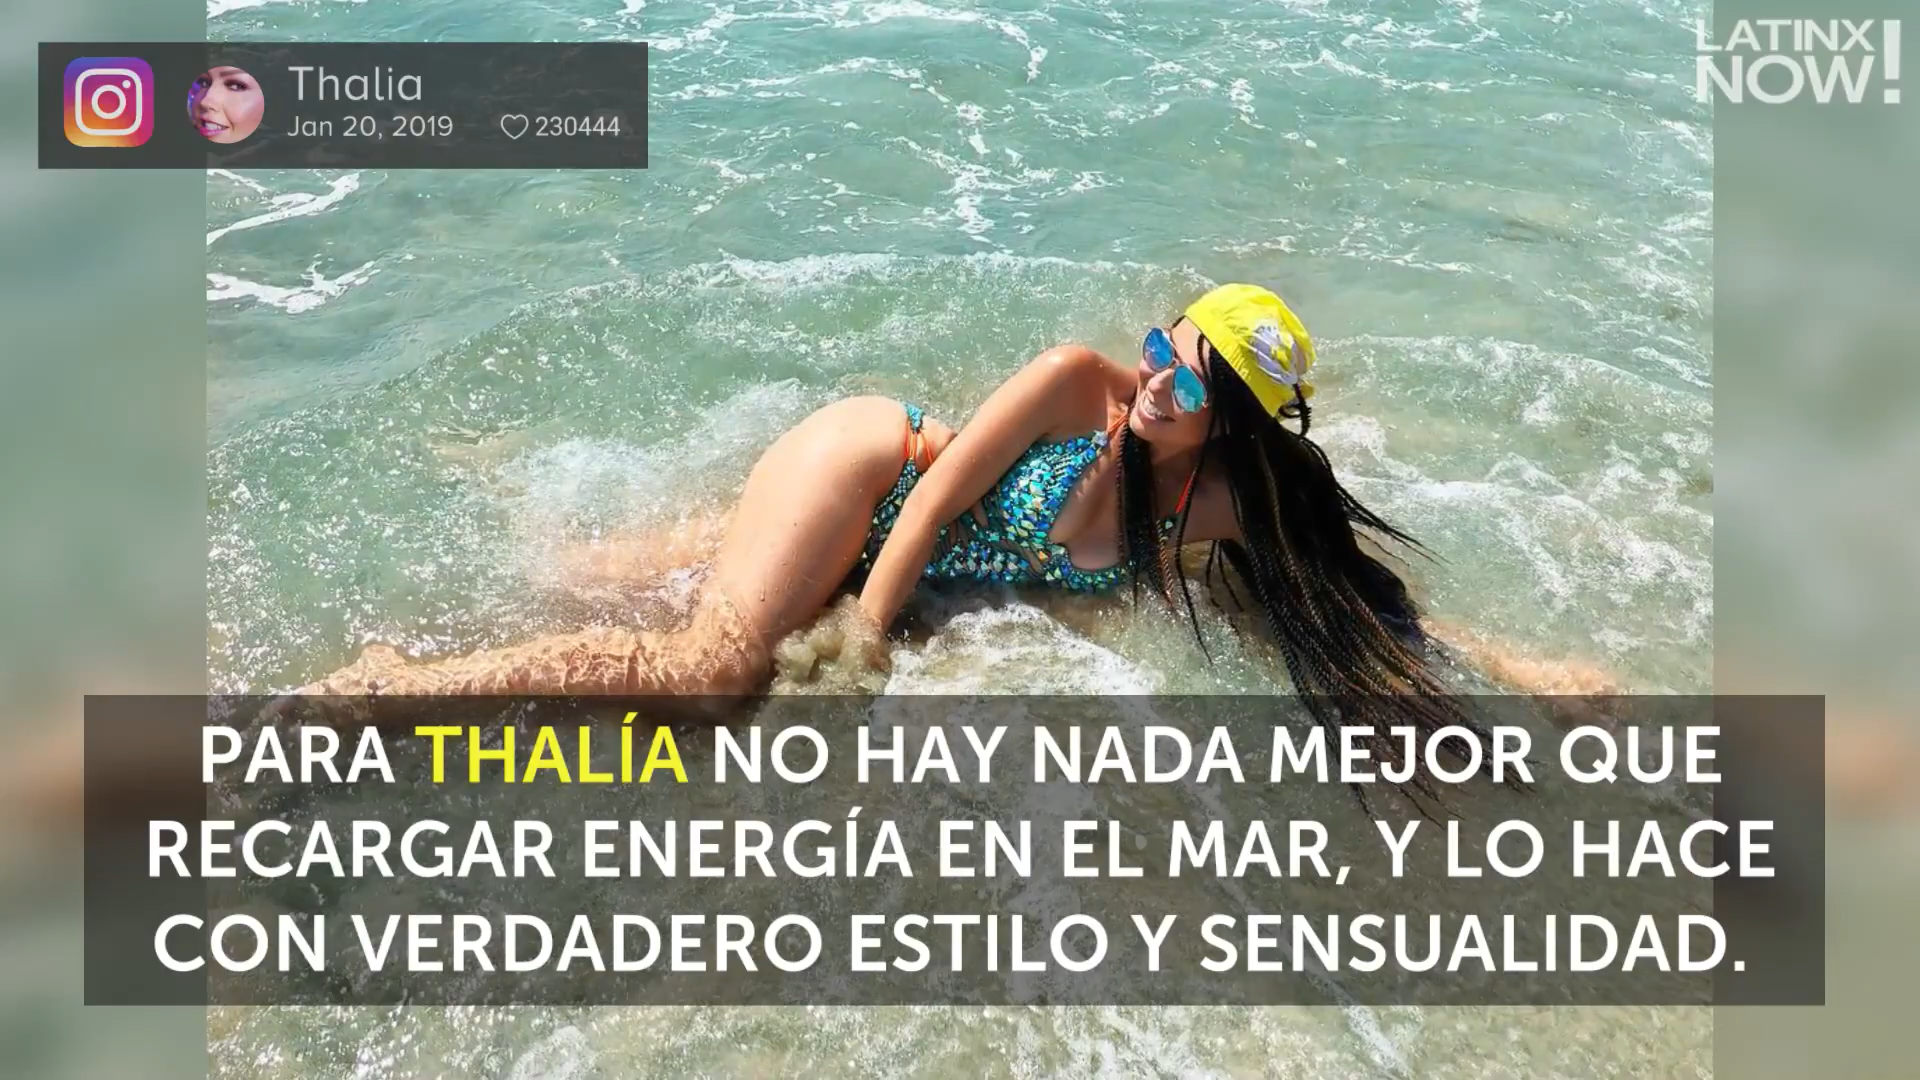 Thalia
Jan 20, 2019 230444
LATINX
NOW!
PARA THALÍA NO HAY NADA MEJOR QUE
RECARGAR ENERGÍA EN EL MAR, Y LO HACE
CON VERDADERO ESTILO Y SENSUALIDAD.